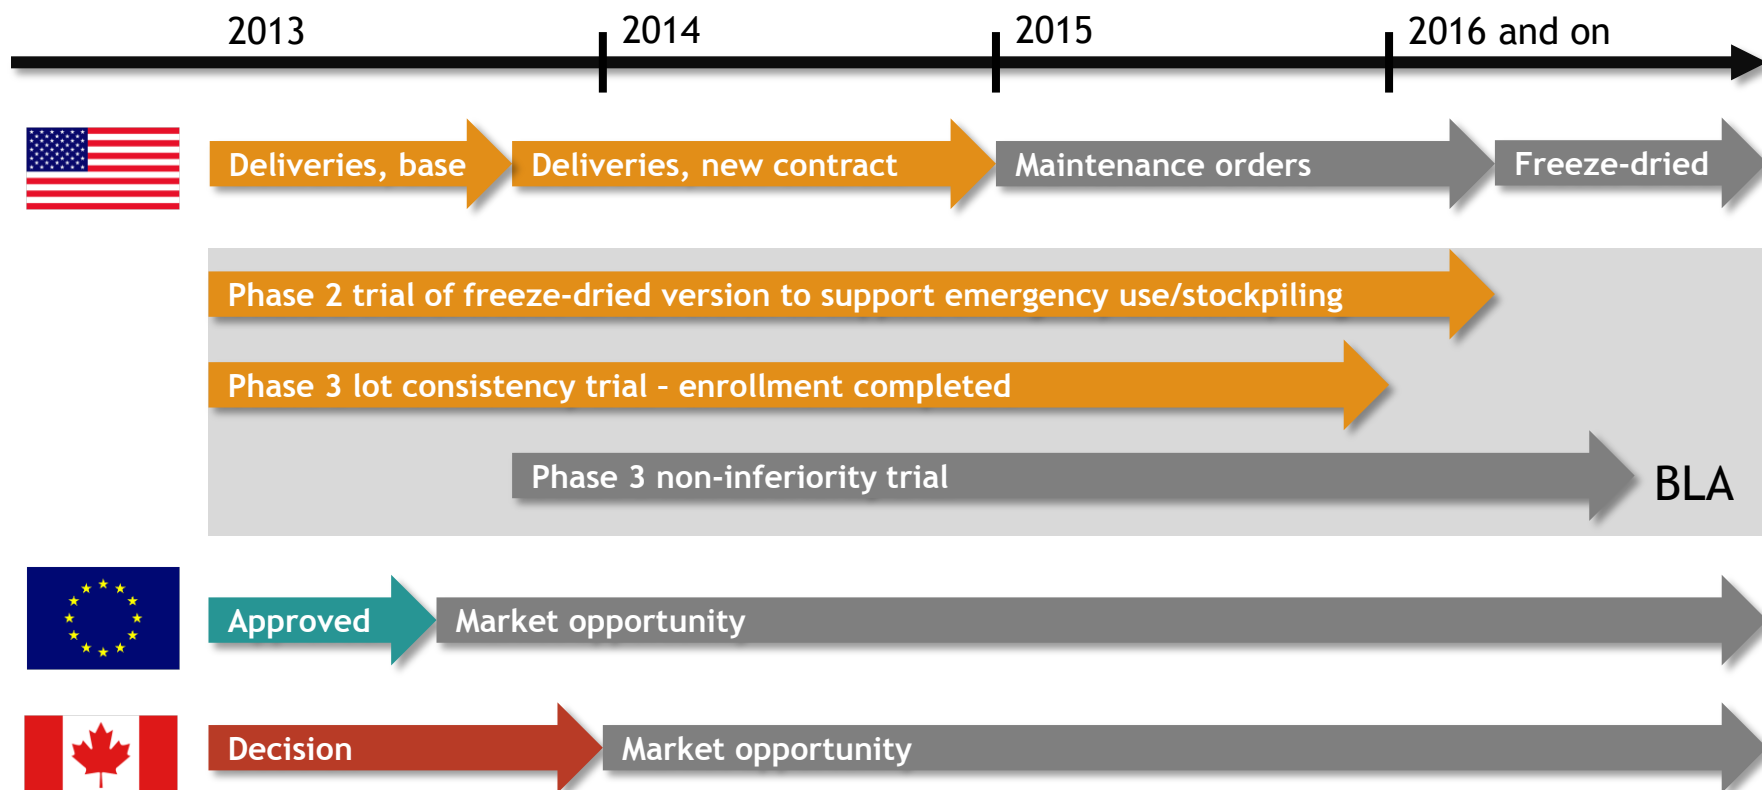 2013
2014
2015
2016 and on
Deliveries, base
Deliveries, new contract
Maintenance orders
Freeze-dried
Phase 2 trial of freeze-dried version to support emergency use/stockpiling
Phase 3 lot consistency trial – enrollment completed
Phase 3 non-inferiority trial
BLA
Approved
Market opportunity
Decision
Market opportunity